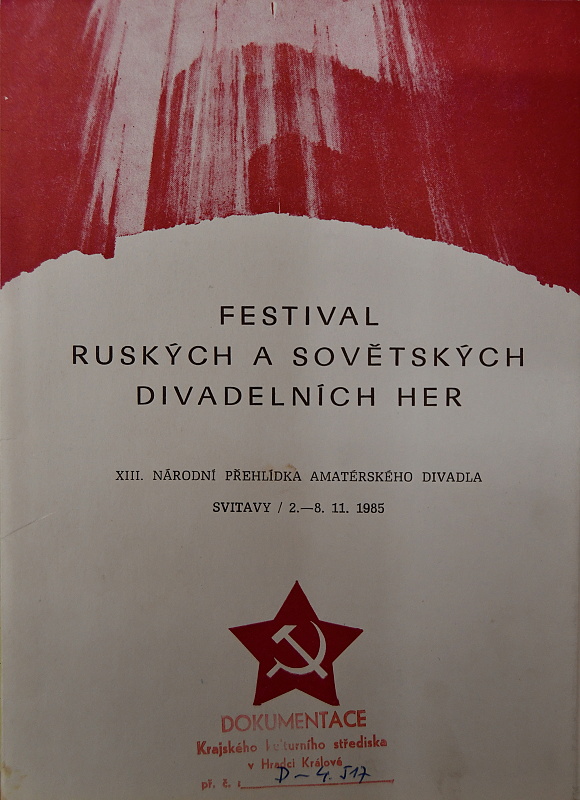 FESTIVAL
RUSKÝCH A SOVĚTSKÝCH
DIVADELNÍCH HER
XIII. NÁRODNÍ PŘEHLÍDKA AMATÉRSKÉHO DIVADLA
SVITAVY / 2.—8. 11. 1985
DOKUMENTACE
Krajského kulturního střediska
v Hradci Králové
př. č.: D – 4. 517